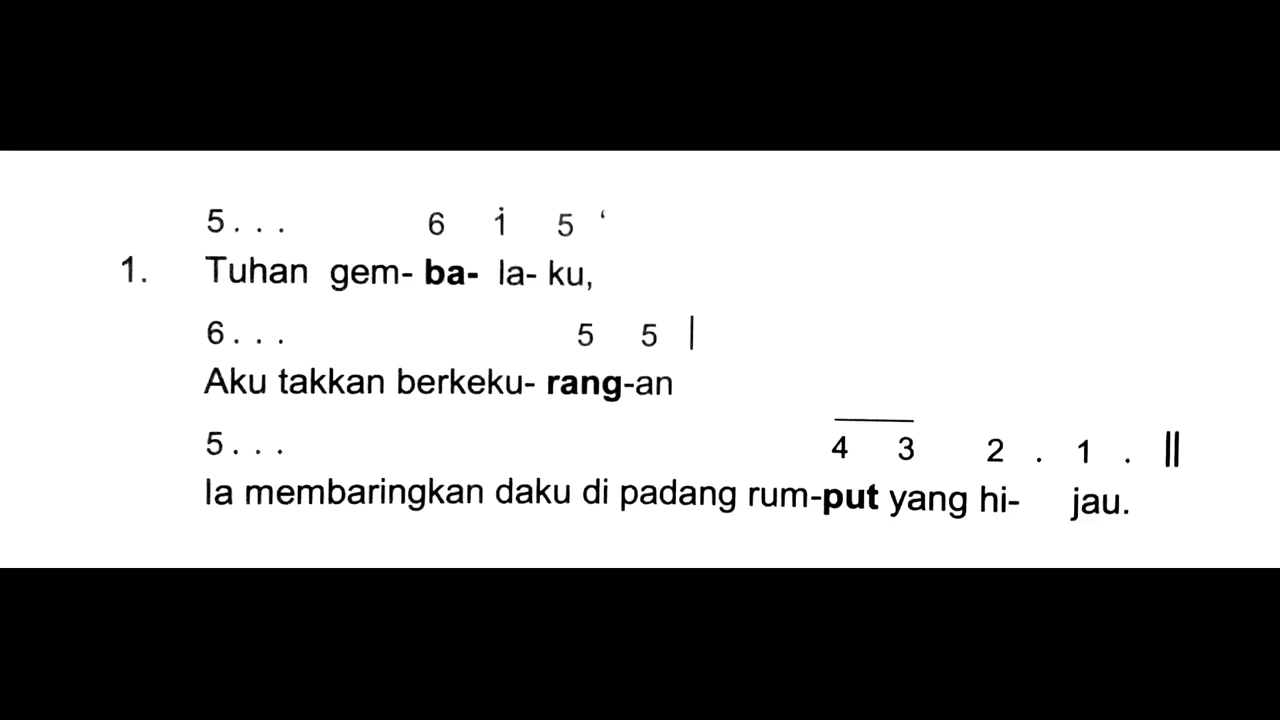 5 . . . 6 i 5 ‘
1. Tuhan gem- ba- la- ku,
6 . . . 5 5 |
Aku takkan berkeku- rang-an
5 . . . 4 3 2 . 1 . ||
Ia membaringkan daku di padang rum-put yang hi- jau.